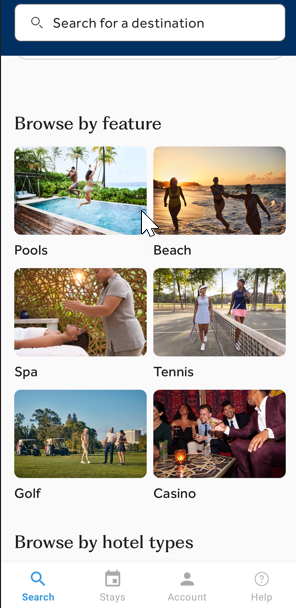 Search for a destination
Browse by feature
Pools
Beach
Spa
Tennis
Golf
Casino
Browse by hotel types
Search
Stays
Account
Help